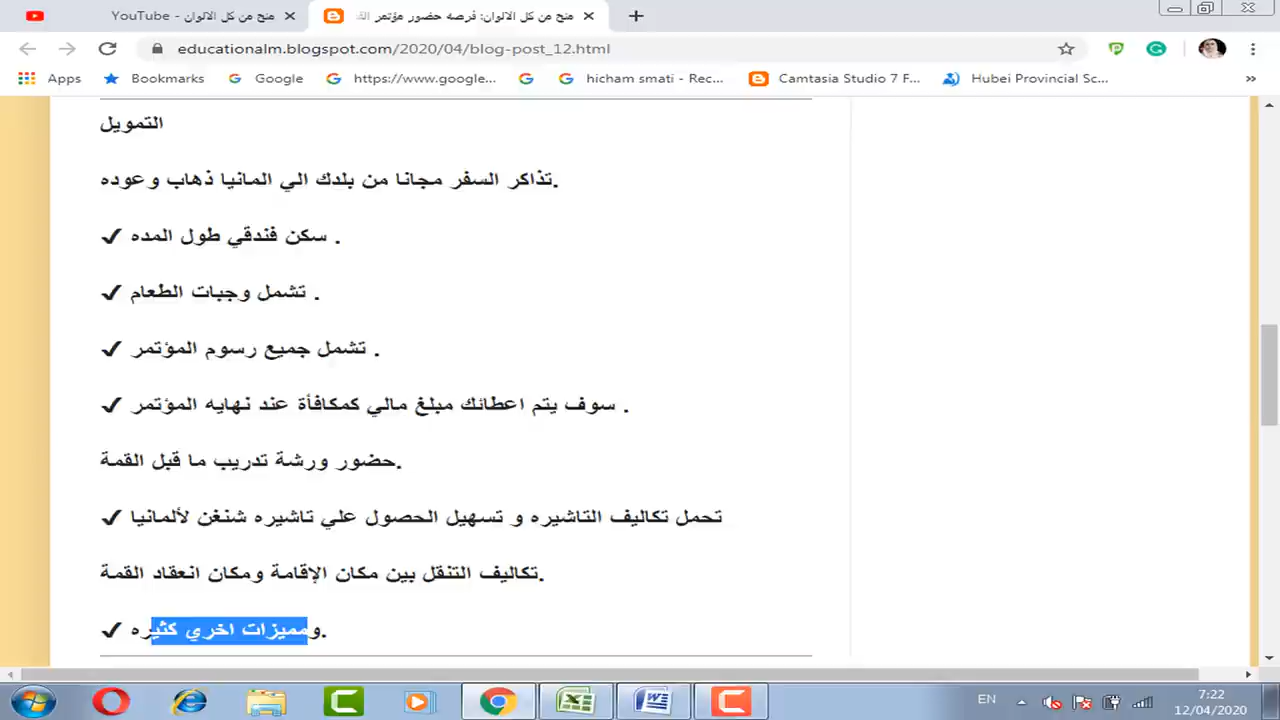 منح من كل الالوان - YouTube
منح من كل الالوان: فرصه حضور مؤتمر الق
educationalm.blogspot.com/2020/04/blog-post_12.html
Apps Bookmarks Google https://www.google... hicham smati - Rec... Camtasia Studio 7 F... Hubei Provincial Sc... »
التمويل
تذاكر السفر مجانا من بلدك الي المانيا ذهاب وعوده.
✔ سكن فندقي طول المده .
✔ تشمل وجبات الطعام .
✔ تشمل جميع رسوم المؤتمر .
✔ سوف يتم اعطائك مبلغ مالي كمكافأة عند نهايه المؤتمر .
حضور ورشة تدريب ما قبل القمة.
✔ تحمل تكاليف التاشيره و تسهيل الحصول علي تاشيره شنغن لألمانيا
تكاليف التنقل بين مكان الإقامة ومكان انعقاد القمة.
✔ ومميزات اخري كثيره.
EN
7:22
12/04/2020